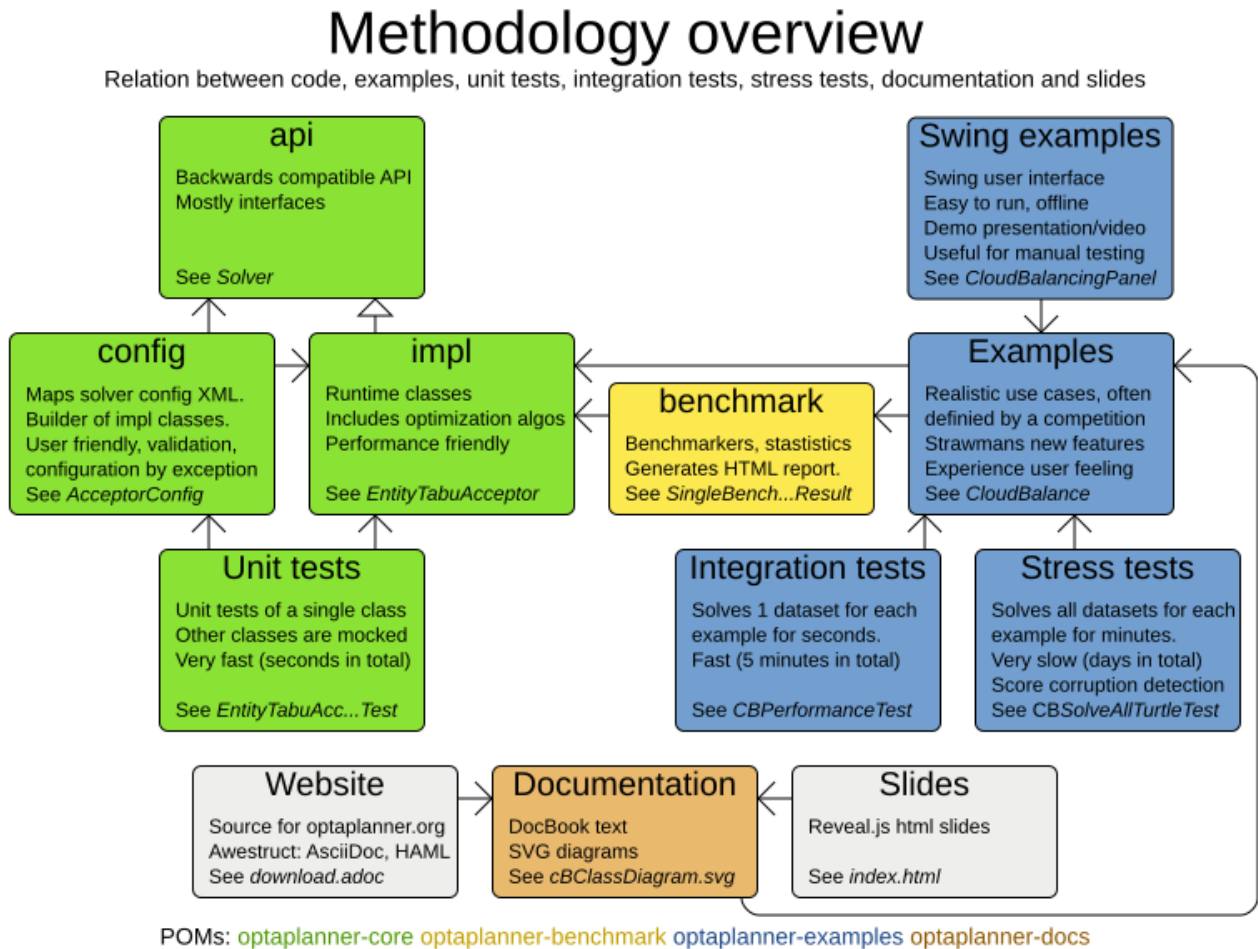 Methodology overview
Relation between code, examples, unit tests, integration tests, stress tests, documentation and slides
api
Backwards compatible API
Mostly interfaces
See Solver
Swing examples
Swing user interface
Easy to run, offline
Demo presentation/video
Useful for manual testing
See CloudBalancingPanel
config
Maps solver config XML.
Builder of impl classes.
User friendly, validation,
configuration by exception
See AcceptorConfig
impl
Runtime classes
Includes optimization algos
Performance friendly
See EntityTabuAcceptor
benchmark
Benchmarkers, stastistics
Generates HTML report.
See SingleBench...Result
Examples
Realistic use cases, often
definied by a competition
Strawmans new features
Experience user feeling
See CloudBalance
Unit tests
Unit tests of a single class
Other classes are mocked
Very fast (seconds in total)
See EntityTabuAcc...Test
Integration tests
Solves 1 dataset for each
example for seconds.
Fast (5 minutes in total)
See CBPerformanceTest
Stress tests
Solves all datasets for each
example for minutes.
Very slow (days in total)
Score corruption detection
See CBSolveAllTurtleTest
Website
Source for optaplanner.org
Awestruct: AsciiDoc, HAML
See download.adoc
Documentation
DocBook text
SVG diagrams
See cBClassDiagram.svg
Slides
Reveal.js html slides
See index.html
POMs: optaplanner-core optaplanner-benchmark optaplanner-examples optaplanner-docs